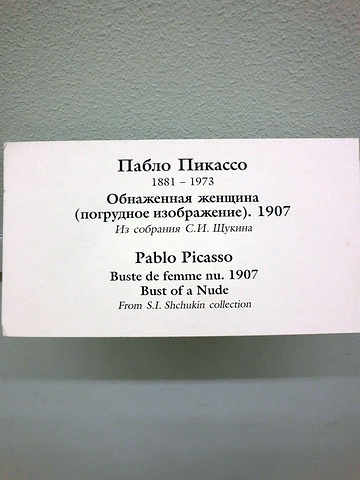 Пабло Пикассо
1881 – 1973
Обнаженная женщина
(погрудное изображение). 1907
Из собрания С.И. Щукина
Pablo Picasso
Buste de femme nu. 1907
Bust of a Nude
From S.I. Shchukin collection